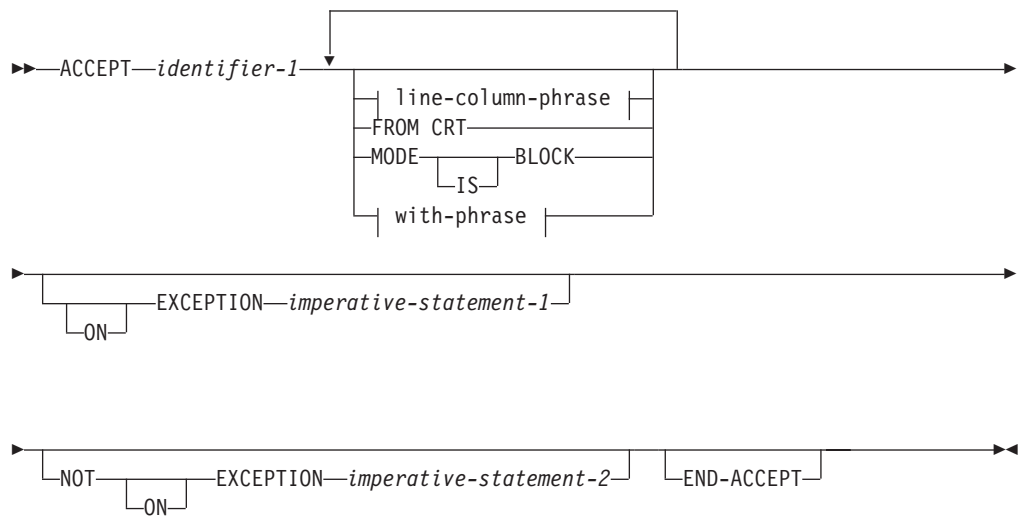 ACCEPT identifier-1
line-column-phrase
FROM CRT
MODE BLOCK
IS
with-phrase
EXCEPTION imperative-statement-1
ON
NOT EXCEPTION imperative-statement-2 END-ACCEPT
ON